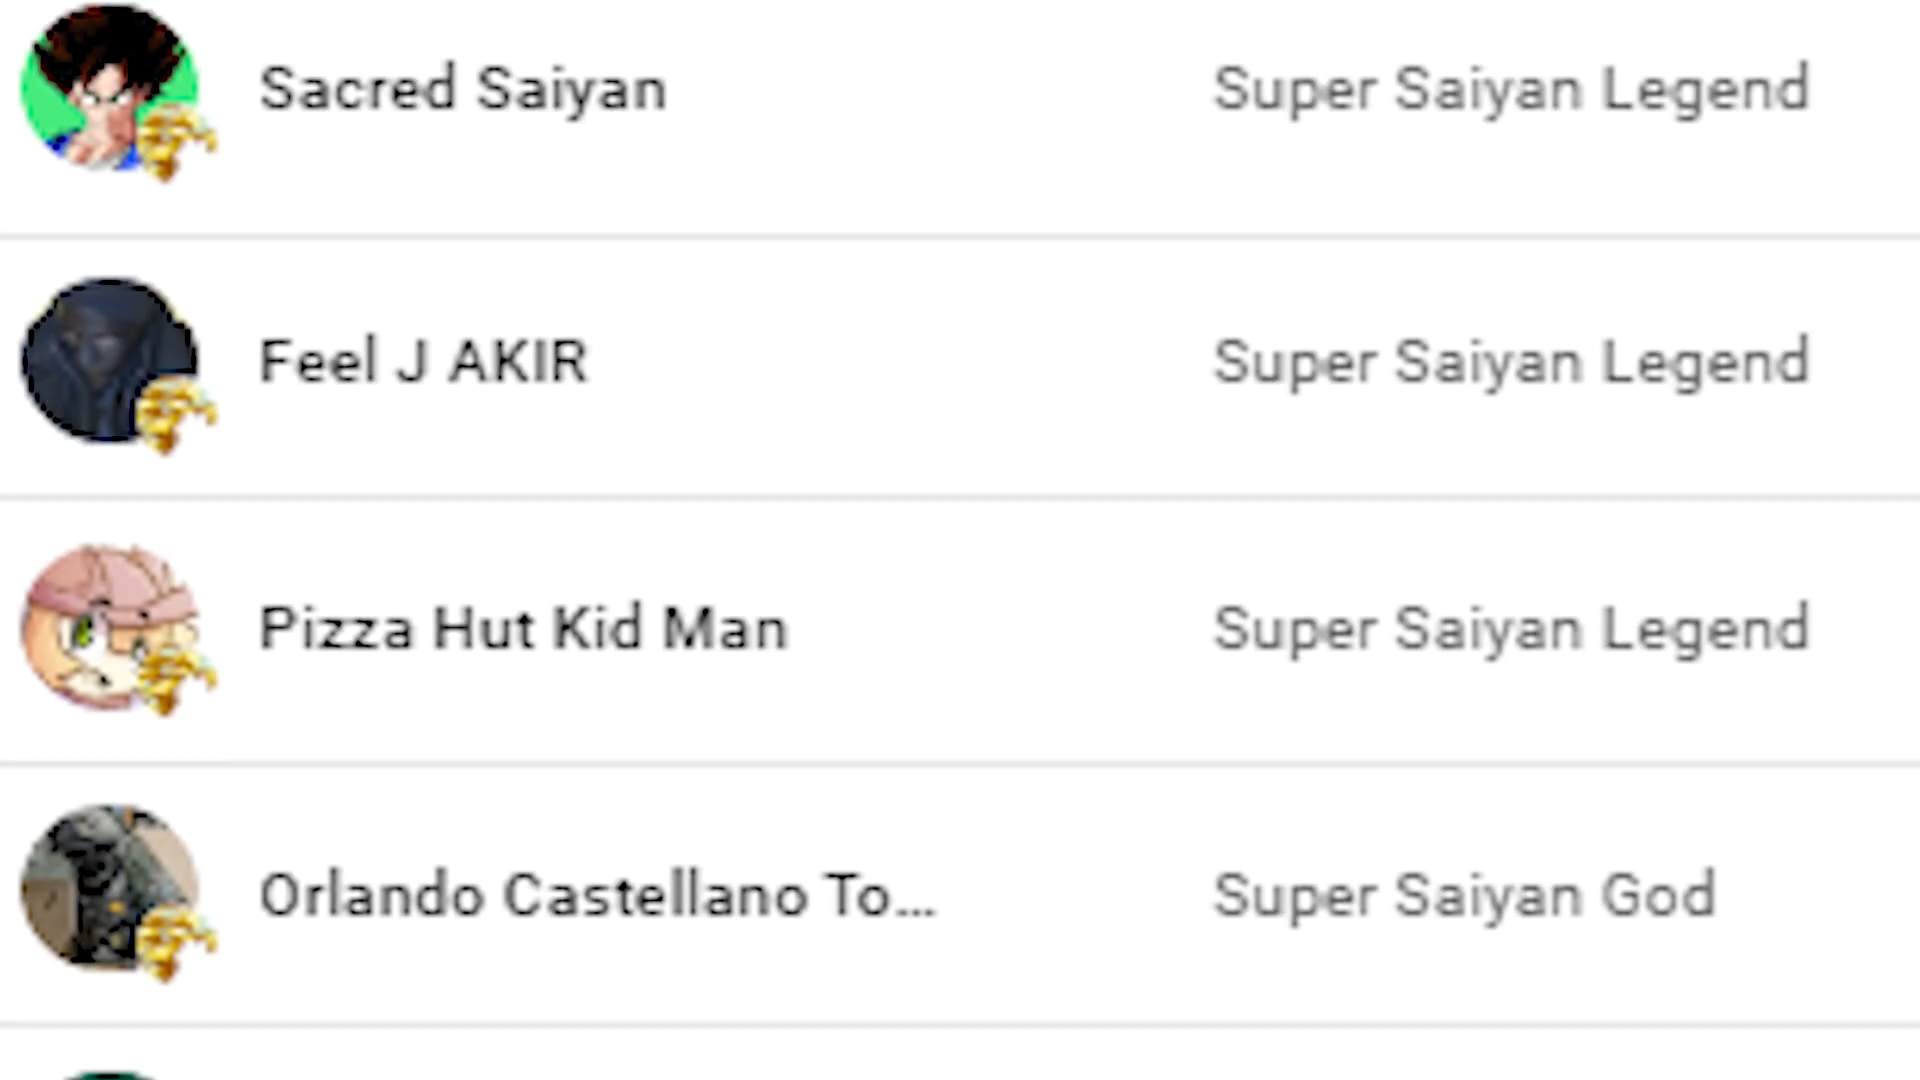 Sacred Saiyan Super Saiyan Legend
Feel J AKIR Super Saiyan Legend
Pizza Hut Kid Man Super Saiyan Legend
Orlando Castellano To... Super Saiyan God